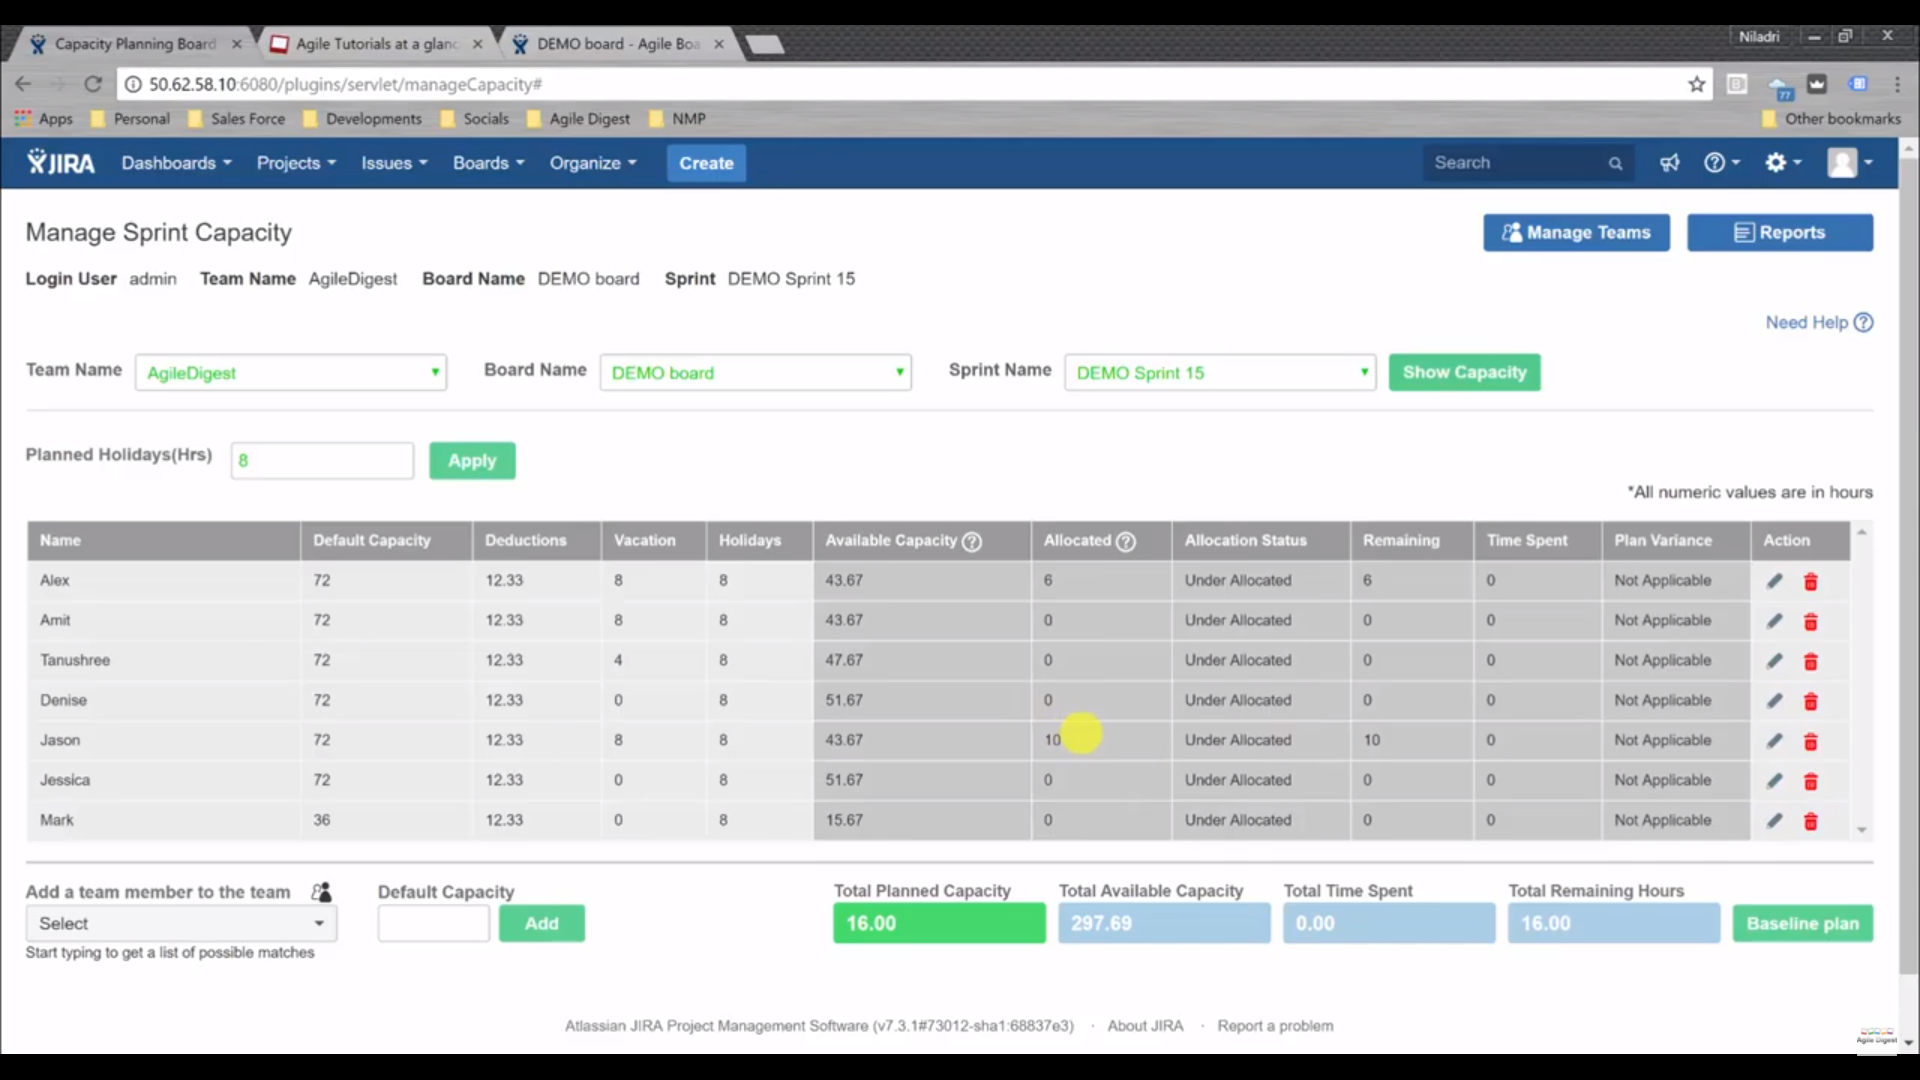 Capacity Planning Board
Agile Tutorials at a glanc
DEMO board - Agile Boa
Niladri
50.62.58.10:6080/plugins/servlet/manageCapacity#
77
Apps Personal Sales Force Developments Socials Agile Digest NMP Other bookmarks
JIRA Dashboards Projects Issues Boards Organize Create Search
Manage Sprint Capacity
Manage Teams Reports
Login User admin Team Name AgileDigest Board Name DEMO board Sprint DEMO Sprint 15
Need Help
Team Name AgileDigest Board Name DEMO board Sprint Name DEMO Sprint 15 Show Capacity
Planned Holidays(Hrs) 8 Apply
*All numeric values are in hours
Name Default Capacity Deductions Vacation Holidays Available Capacity Allocated Allocation Status Remaining Time Spent Plan Variance Action
Alex 72 12.33 8 8 43.67 6 Under Allocated 6 0 Not Applicable
Amit 72 12.33 8 8 43.67 0 Under Allocated 0 0 Not Applicable
Tanushree 72 12.33 4 8 47.67 0 Under Allocated 0 0 Not Applicable
Denise 72 12.33 0 8 51.67 0 Under Allocated 0 0 Not Applicable
Jason 72 12.33 8 8 43.67 10 Under Allocated 10 0 Not Applicable
Jessica 72 12.33 0 8 51.67 0 Under Allocated 0 0 Not Applicable
Mark 36 12.33 0 8 15.67 0 Under Allocated 0 0 Not Applicable
Add a team member to the team Default Capacity Total Planned Capacity Total Available Capacity Total Time Spent Total Remaining Hours
Select Add 16.00 297.69 0.00 16.00 Baseline plan
Start typing to get a list of possible matches
Atlassian JIRA Project Management Software (v7.3.1#73012-sha1:68837e3) · About JIRA · Report a problem
Agile Digest